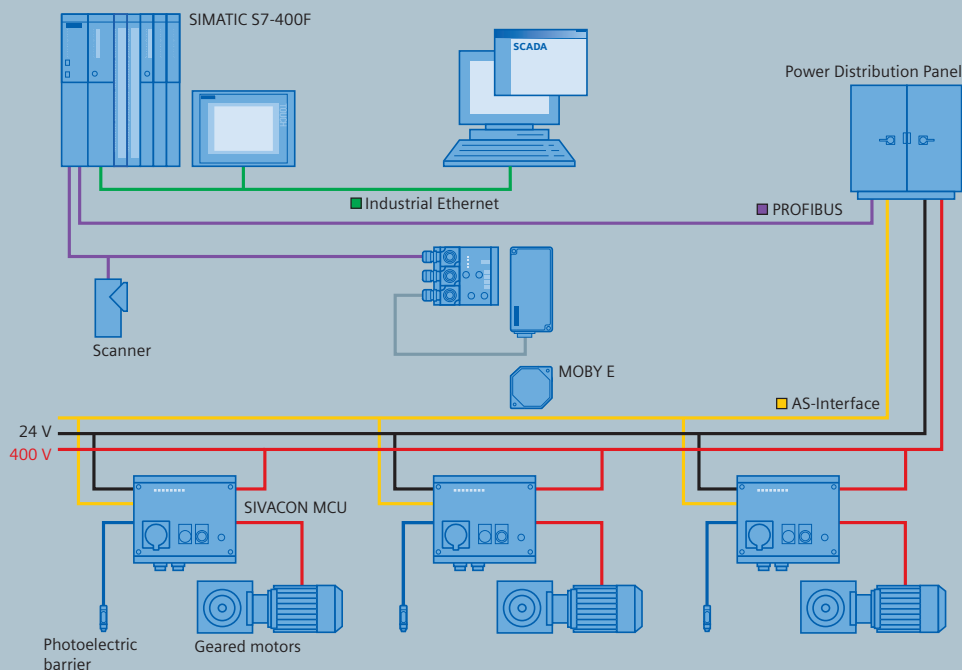 SIMATIC S7-400F
SCADA
Power Distribution Panel
Industrial Ethernet
PROFIBUS
Scanner
MOBY E
AS-Interface
24 V
400 V
SIVACON MCU
Photoelectric
barrier
Geared motors